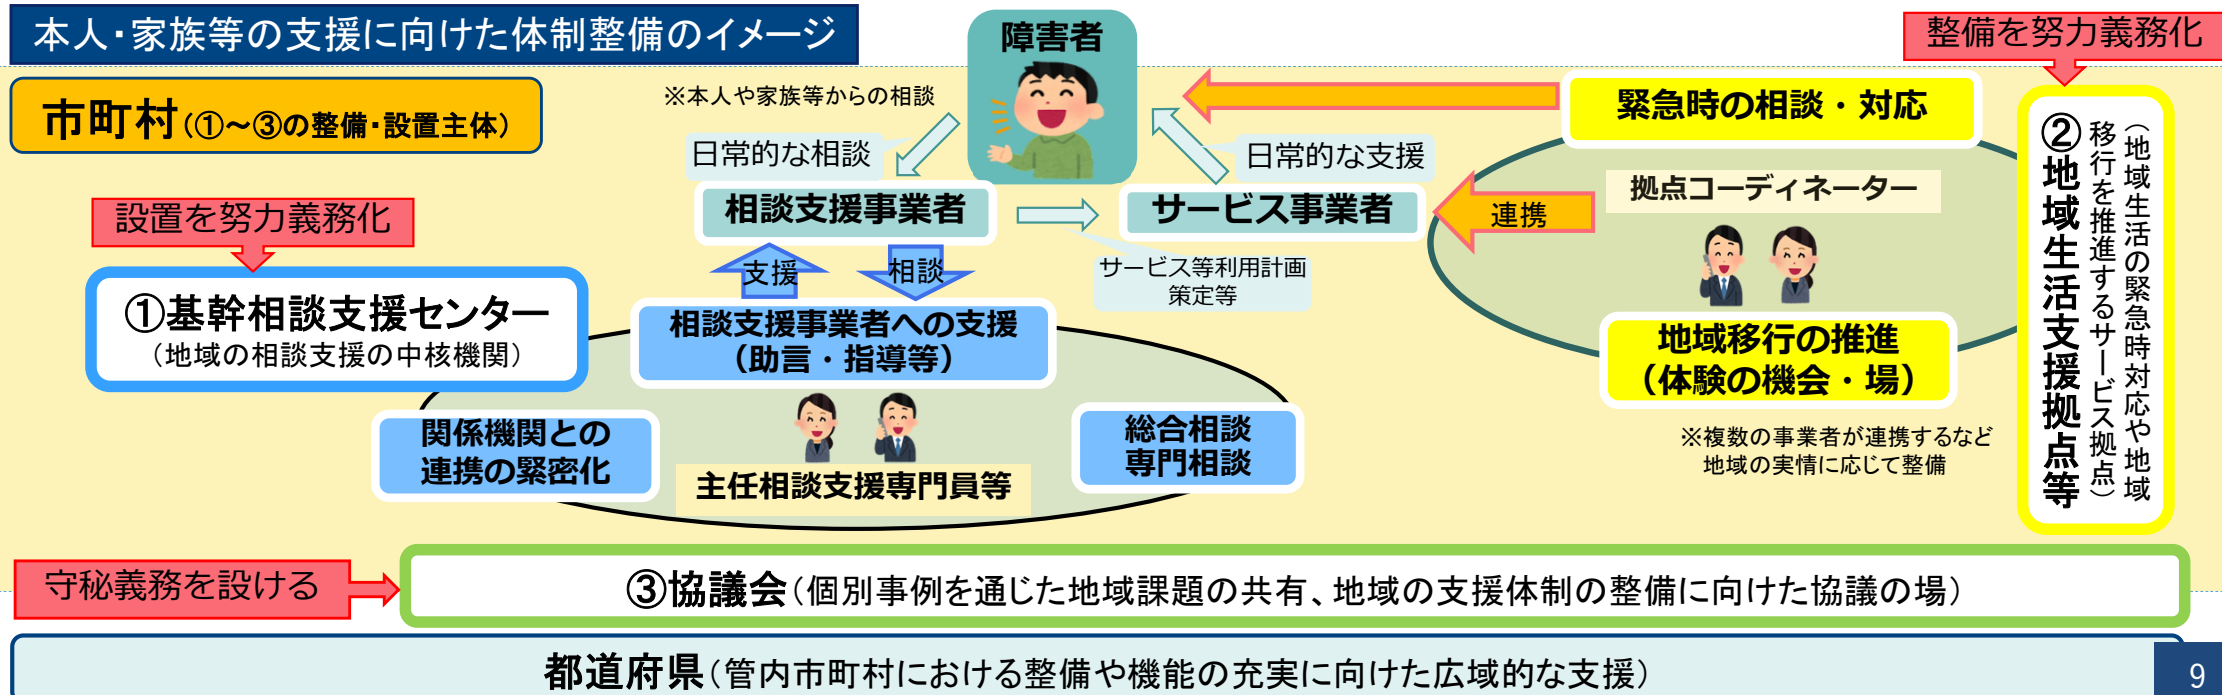 本人・家族等の支援に向けた体制整備のイメージ
障害者
整備を努力義務化
市町村(①～③の整備・設置主体)
※本人や家族等からの相談
緊急時の相談・対応
日常的な相談
日常的な支援
拠点コーディネーター
相談支援事業者
サービス事業者
連携
設置を努力義務化
支援
相談
サービス等利用計画
策定等
①基幹相談支援センター
（地域の相談支援の中核機関）
相談支援事業者への支援
（助言・指導等）
地域移行の推進
（体験の機会・場）
②地域生活支援拠点等
（地域生活の緊急時対応や地域
移行を推進するサービス拠点）
関係機関との
連携の緊密化
総合相談
専門相談
主任相談支援専門員等
※複数の事業者が連携するなど
地域の実情に応じて整備
守秘義務を設ける
③協議会（個別事例を通じた地域課題の共有、地域の支援体制の整備に向けた協議の場）
都道府県（管内市町村における整備や機能の充実に向けた広域的な支援）
9